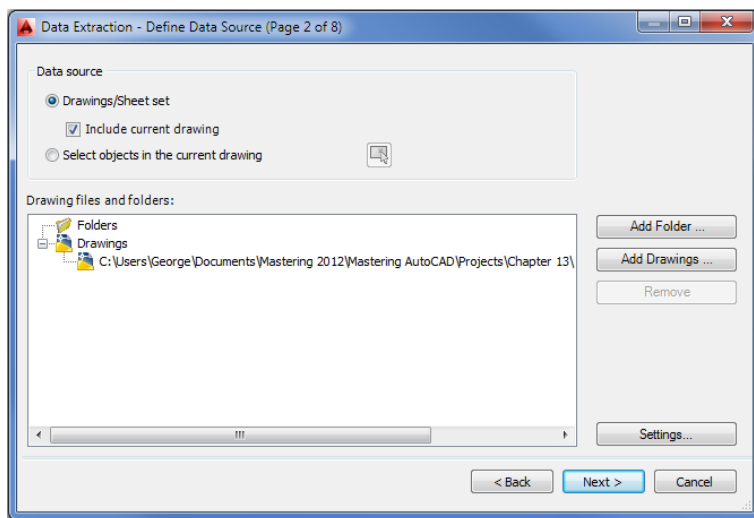 Data Extraction - Define Data Source (Page 2 of 8)
Data source
Drawings/Sheet set
Include current drawing
Select objects in the current drawing
Drawing files and folders:
Folders
Drawings
C:\Users\George\Documents\Mastering 2012\Mastering AutoCAD\Projects\Chapter 13\
Add Folder ...
Add Drawings ...
Remove
Settings...
< Back
Next >
Cancel